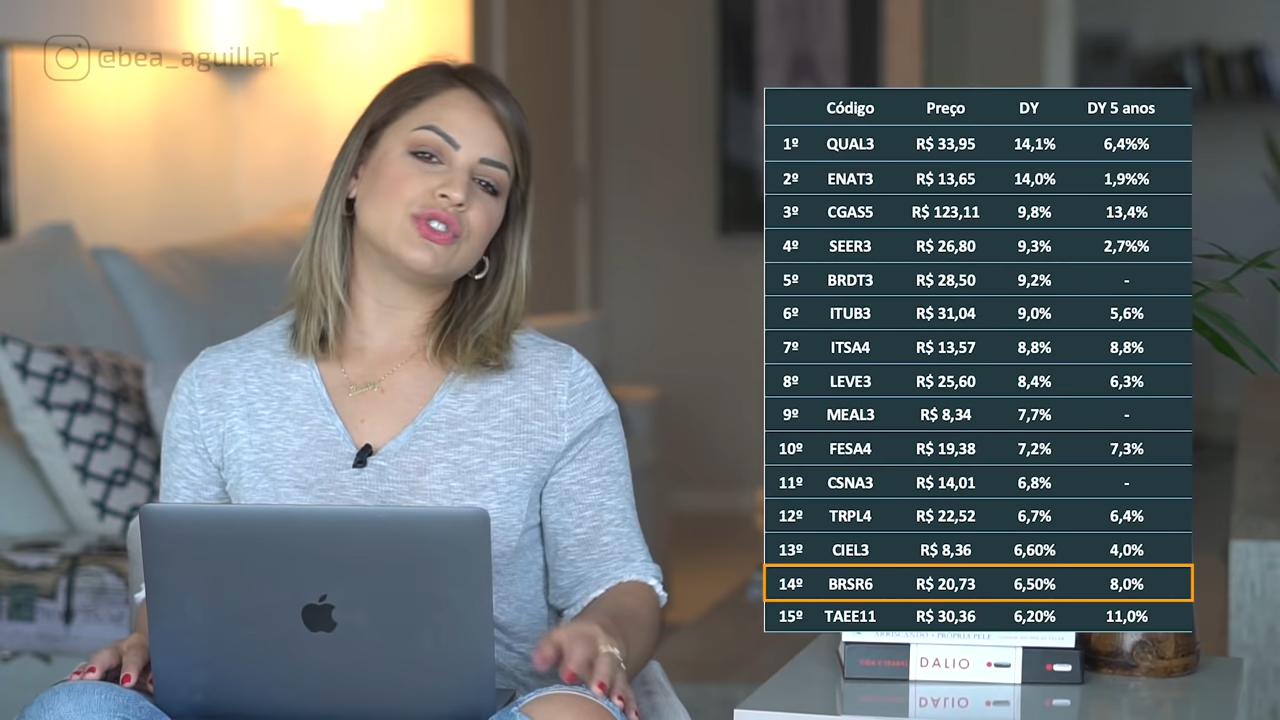 @bea_aguillar
Código Preço DY DY 5 anos
1º QUAL3 R$ 33,95 14,1% 6,4%%
2º ENAT3 R$ 13,65 14,0% 1,9%%
3º CGAS5 R$ 123,11 9,8% 13,4%
4º SEER3 R$ 26,80 9,3% 2,7%%
5º BRDT3 R$ 28,50 9,2% -
6º ITUB3 R$ 31,04 9,0% 5,6%
7º ITSA4 R$ 13,57 8,8% 8,8%
8º LEVE3 R$ 25,60 8,4% 6,3%
9º MEAL3 R$ 8,34 7,7% -
10º FESA4 R$ 19,38 7,2% 7,3%
11º CSNA3 R$ 14,01 6,8% -
12º TRPL4 R$ 22,52 6,7% 6,4%
13º CIEL3 R$ 8,36 6,60% 4,0%
14º BRSR6 R$ 20,73 6,50% 8,0%
15º TAEE11 R$ 30,36 6,20% 11,0%
ARRISCANDO A PRÓPRIA PELE
DALIO